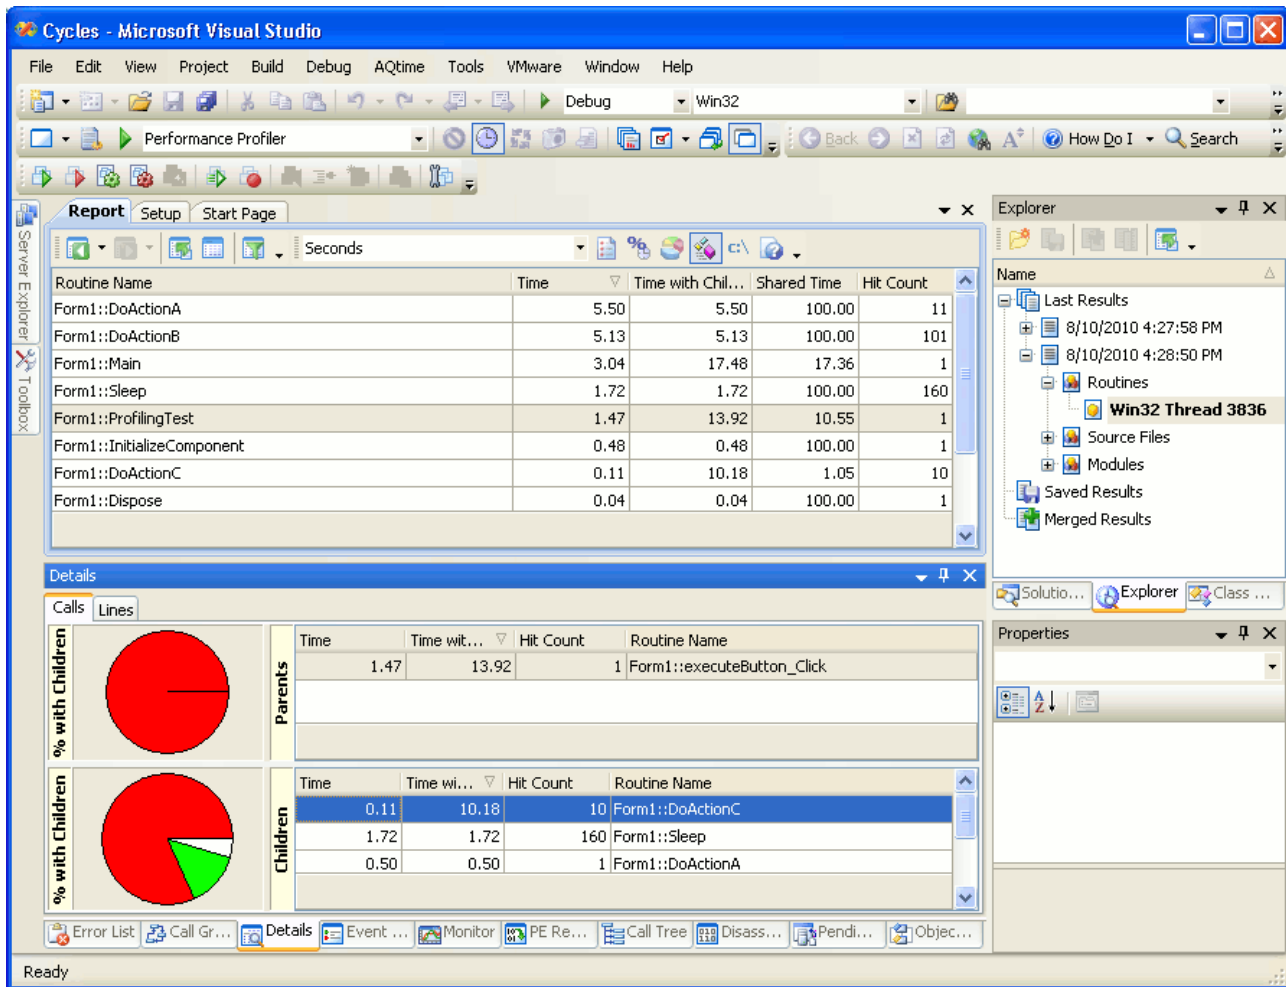 Cycles - Microsoft Visual Studio
File Edit View Project Build Debug AQtime Tools VMware Window Help
Debug Win32
Performance Profiler Back How Do I Search
Server Explorer
Toolbox
Report Setup Start Page
Seconds
Routine Name Time Time with Chil... Shared Time Hit Count
Form1::DoActionA 5.50 5.50 100.00 11
Form1::DoActionB 5.13 5.13 100.00 101
Form1::Main 3.04 17.48 17.36 1
Form1::Sleep 1.72 1.72 100.00 160
Form1::ProfilingTest 1.47 13.92 10.55 1
Form1::InitializeComponent 0.48 0.48 100.00 1
Form1::DoActionC 0.11 10.18 1.05 10
Form1::Dispose 0.04 0.04 100.00 1
Explorer
Name
Last Results
8/10/2010 4:27:58 PM
8/10/2010 4:28:50 PM
Routines
Win32 Thread 3836
Source Files
Modules
Saved Results
Merged Results
Solutio... Explorer Class ...
Properties
Details
Calls Lines
% with Children
Parents
Time Time wit... Hit Count Routine Name
1.47 13.92 1 Form1::executeButton_Click
% with Children
Children
Time Time wi... Hit Count Routine Name
0.11 10.18 10 Form1::DoActionC
1.72 1.72 160 Form1::Sleep
0.50 0.50 1 Form1::DoActionA
Error List Call Gr... Details Event ... Monitor PE Re... Call Tree Disass... Pendi... Objec...
Ready